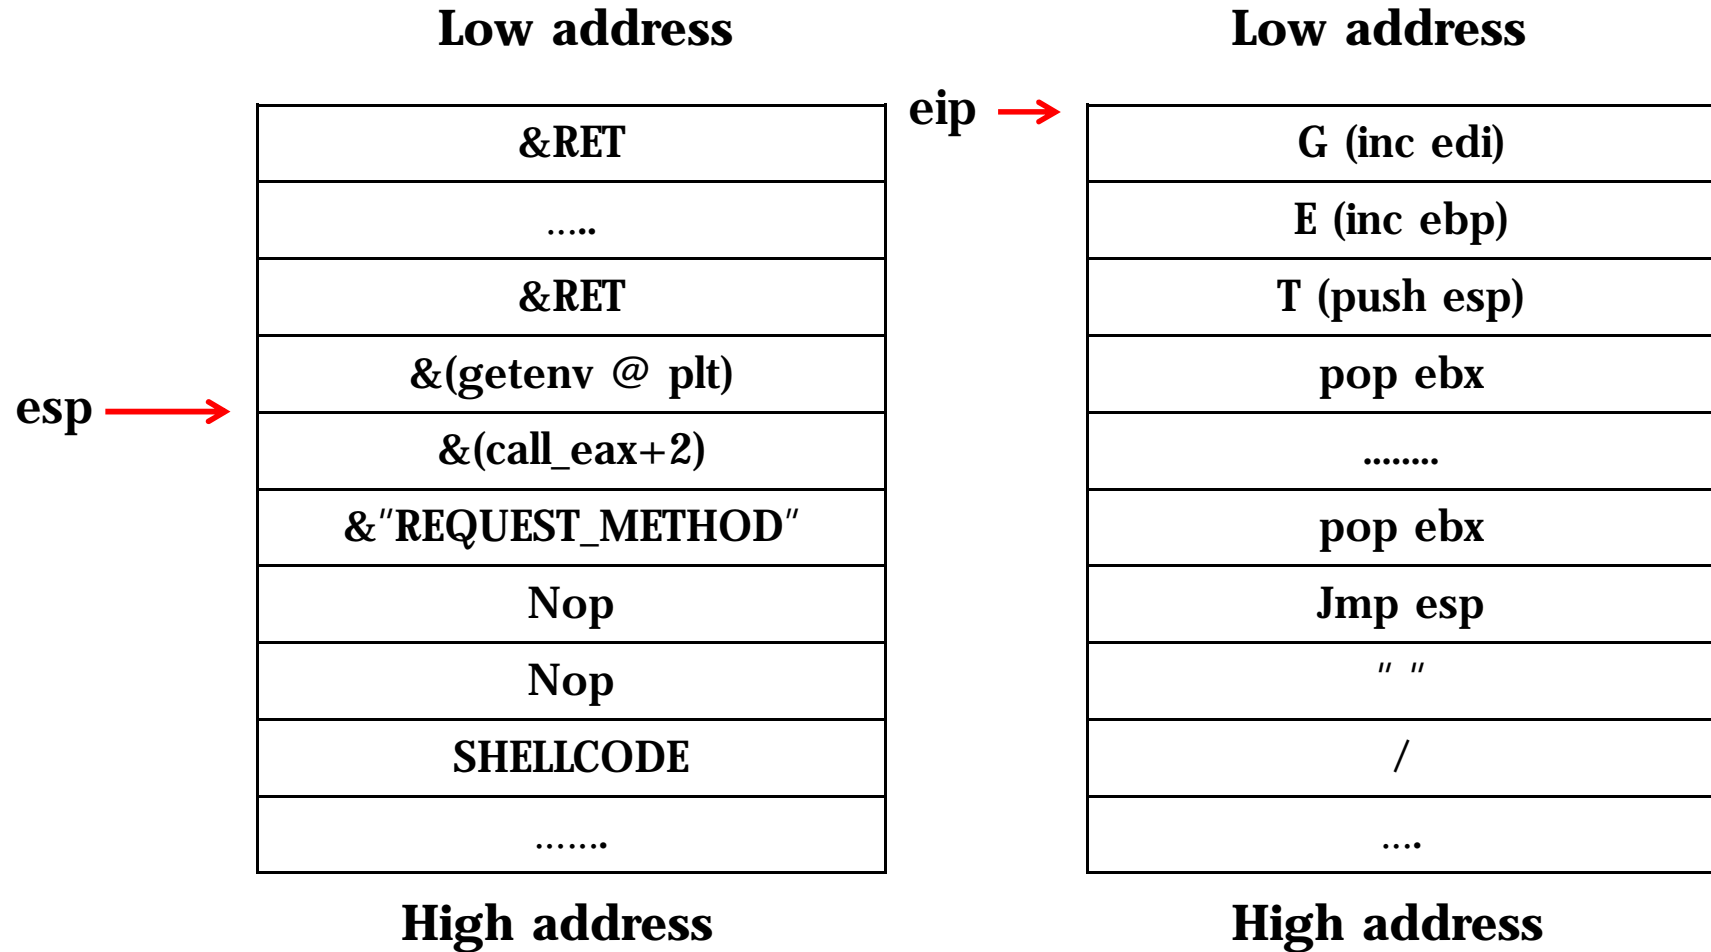 Low address
&RET
…..
&RET
&(getenv @ plt)
esp
&(call_eax+2)
&"REQUEST_METHOD"
Nop
Nop
SHELLCODE
…….
High address
Low address
eip
G (inc edi)
E (inc ebp)
T (push esp)
pop ebx
........
pop ebx
Jmp esp
" "
/
….
High address